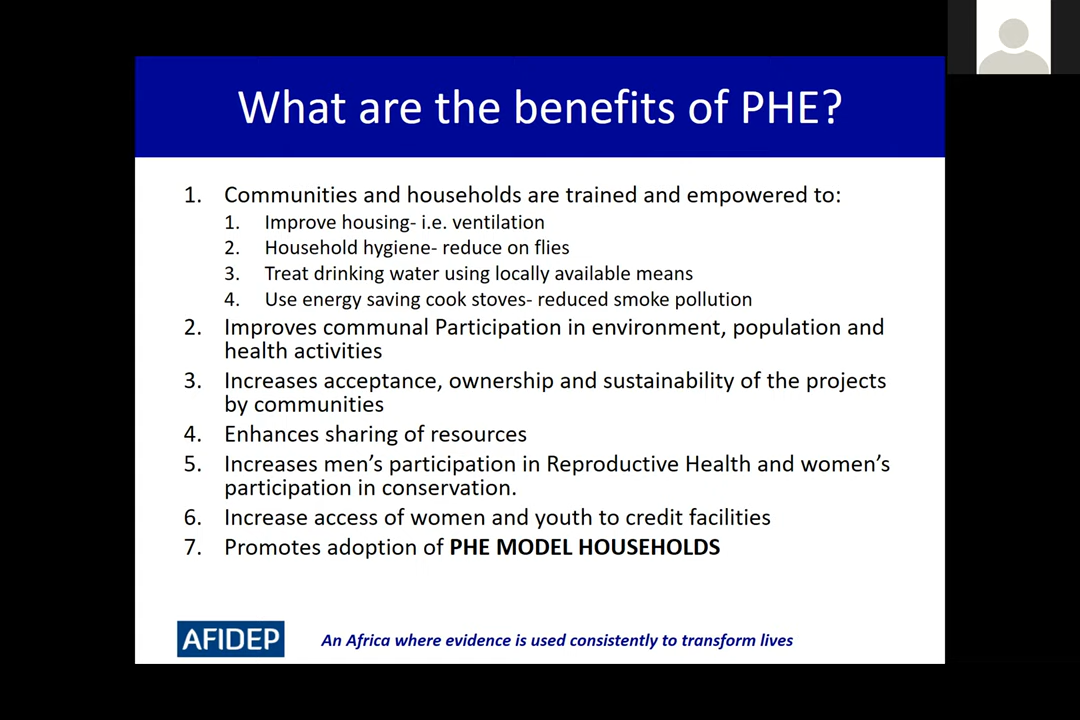 What are the benefits of PHE?
1. Communities and households are trained and empowered to:
1. Improve housing- i.e. ventilation
2. Household hygiene- reduce on flies
3. Treat drinking water using locally available means
4. Use energy saving cook stoves- reduced smoke pollution
2. Improves communal Participation in environment, population and
health activities
3. Increases acceptance, ownership and sustainability of the projects
by communities
4. Enhances sharing of resources
5. Increases men’s participation in Reproductive Health and women’s
participation in conservation.
6. Increase access of women and youth to credit facilities
7. Promotes adoption of PHE MODEL HOUSEHOLDS
AFIDEP
An Africa where evidence is used consistently to transform lives